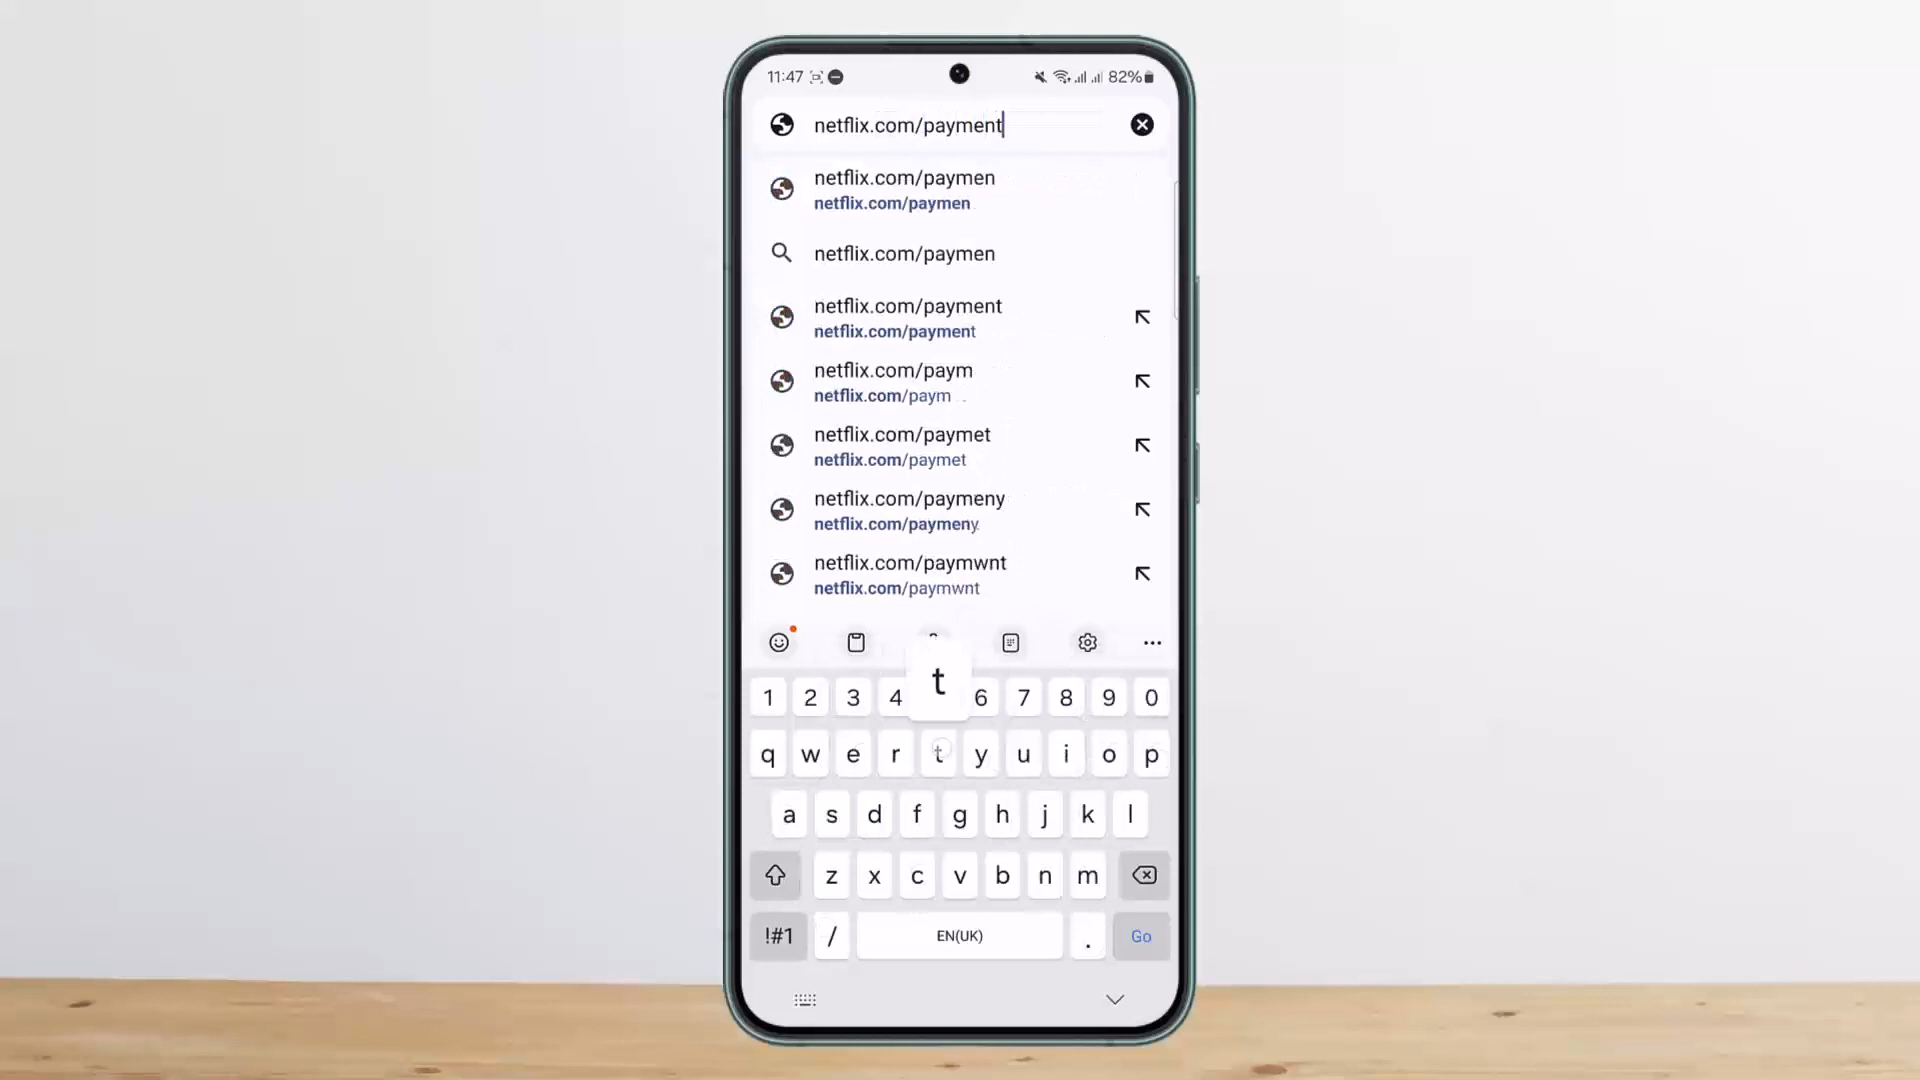 11:47 82%
netflix.com/payment
netflix.com/paymen
netflix.com/paymen
netflix.com/paymen
netflix.com/payment
netflix.com/payment
netflix.com/paym
netflix.com/paym
netflix.com/paymet
netflix.com/paymet
netflix.com/paymeny
netflix.com/paymeny
netflix.com/paymwnt
netflix.com/paymwnt
t
1 2 3 4 6 7 8 9 0
q w e r t y u i o p
a s d f g h j k l
z x c v b n m
!#1 / EN(UK) . Go